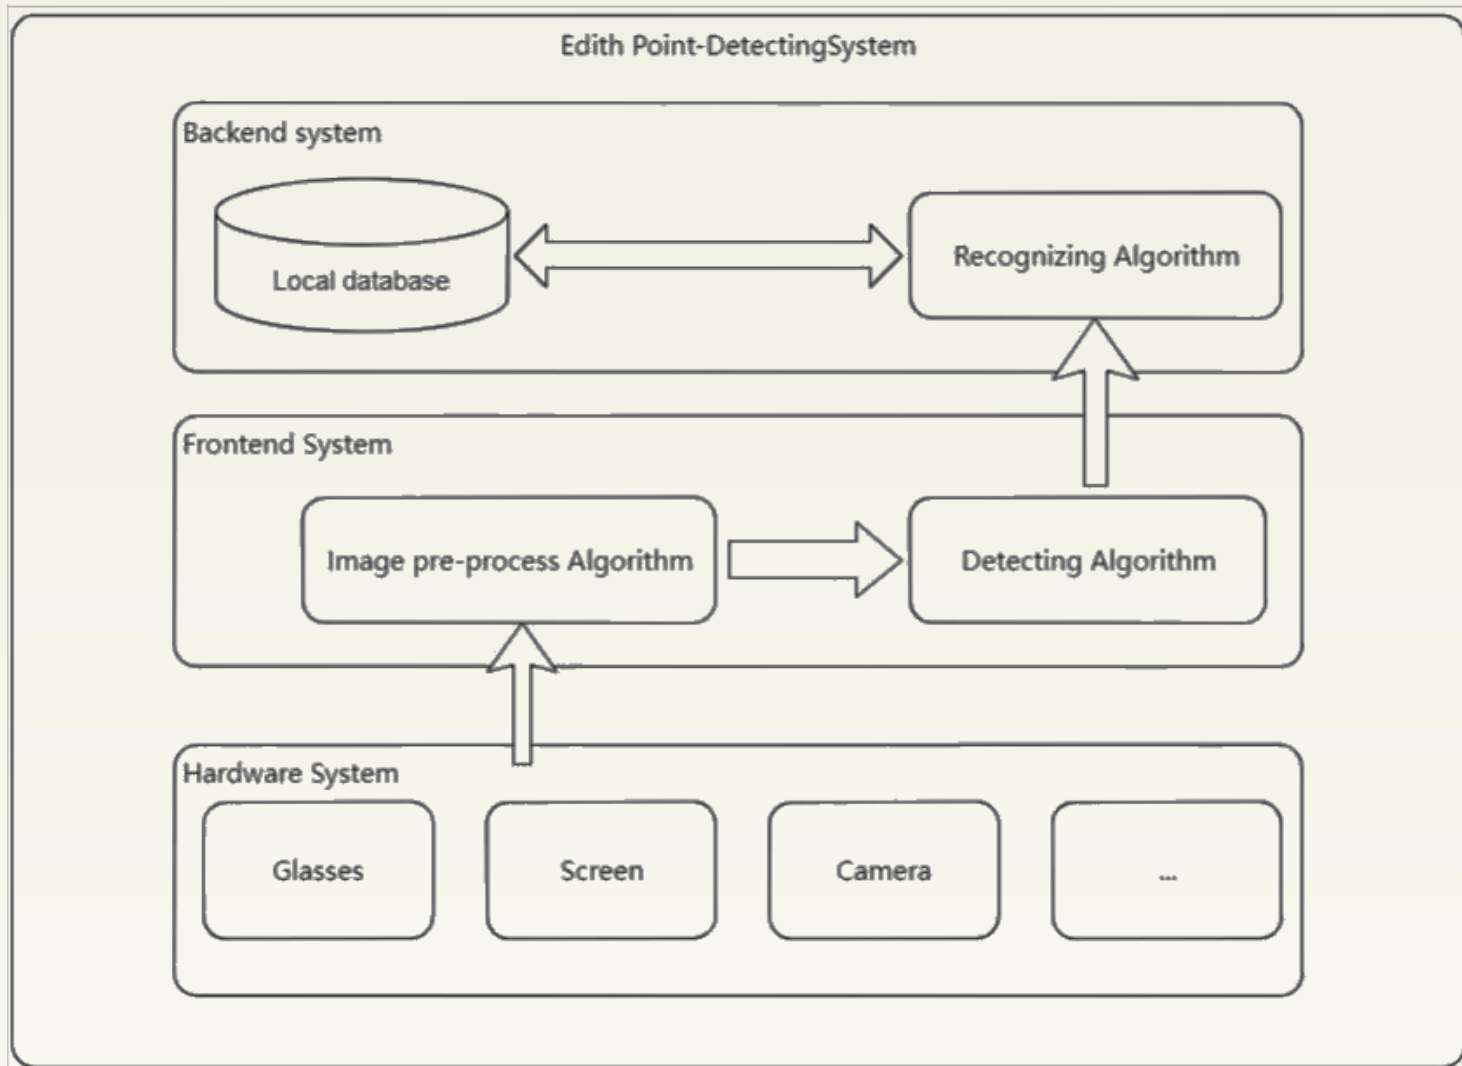 Edith Point-DetectingSystem
Backend system
Local database
Recognizing Algorithm
Frontend System
Image pre-process Algorithm
Detecting Algorithm
Hardware System
Glasses
Screen
Camera
...